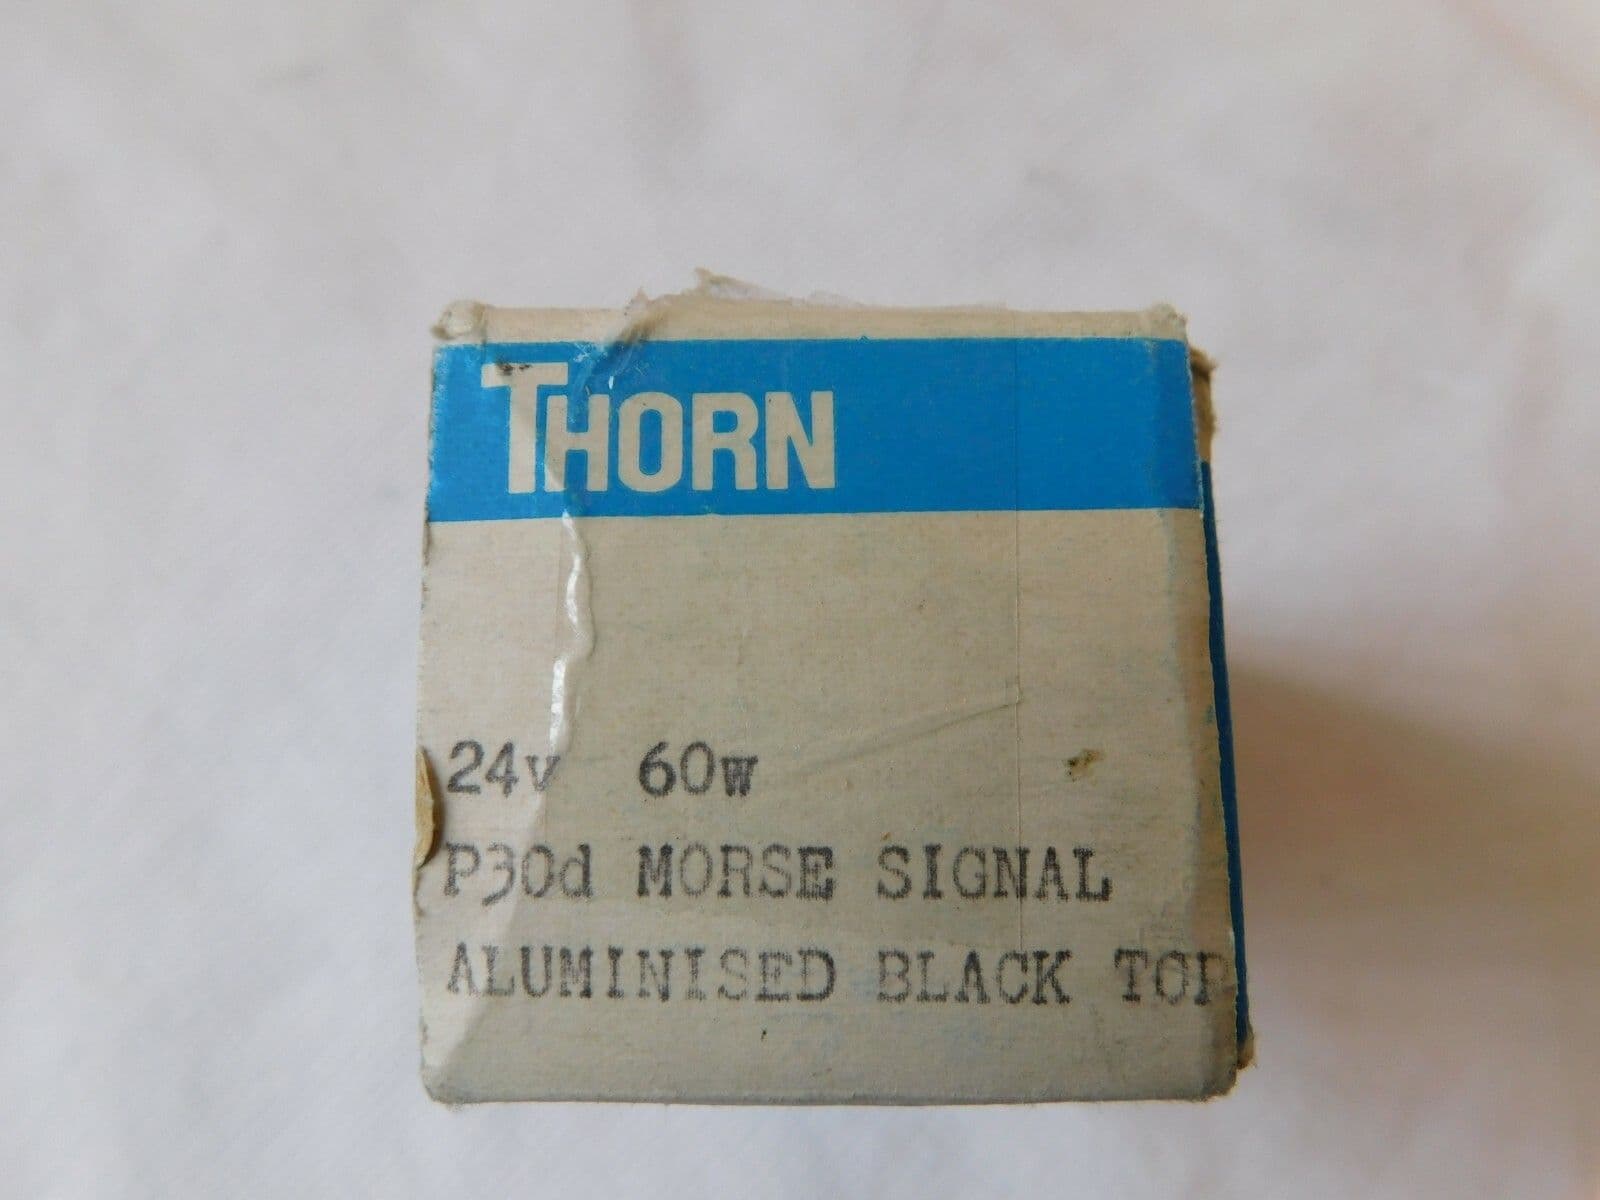 THORN
24v 60w
P30d MORSE SIGNAL
ALUMINISED BLACK TOP